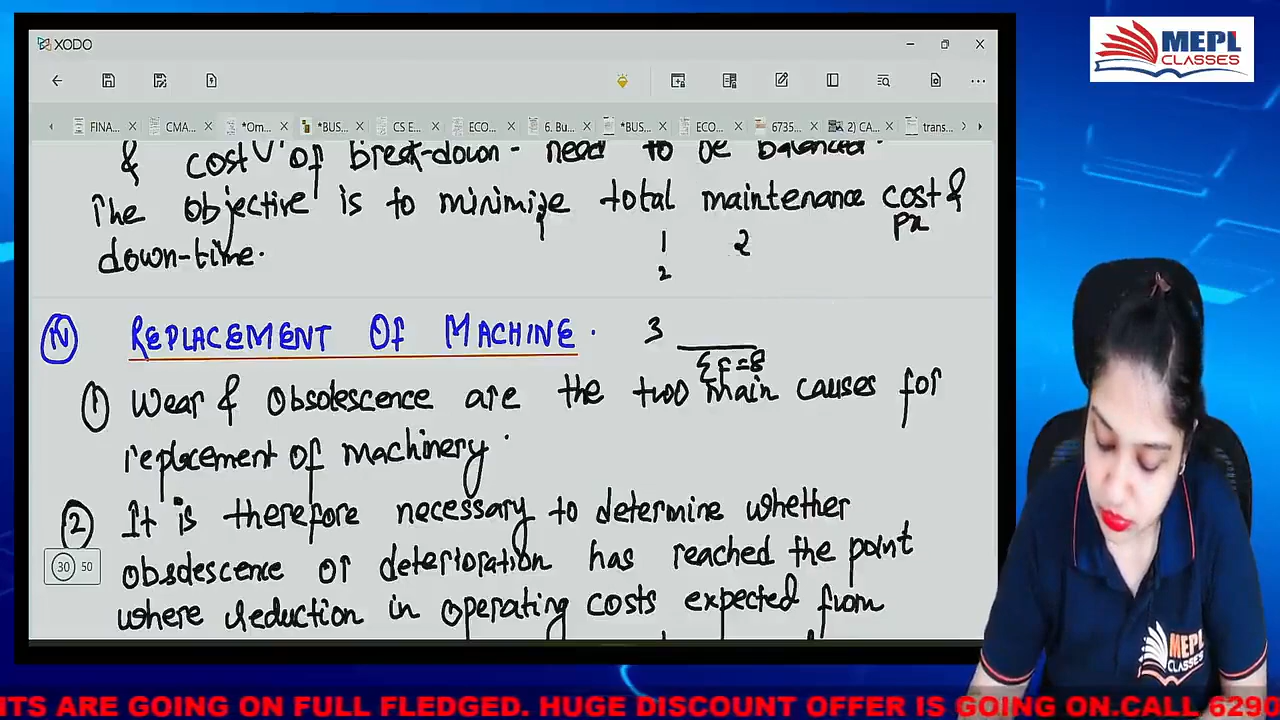 XODO
MEPL
CLASSES
FINA...
CMA...
*Om...
*BUS...
CS E...
ECO...
6. Bu...
*BUS...
ECO...
6735...
2) CA...
trans...
& cost of break-down - need to be balanced.
The objective is to minimize total maintenance cost &
down-time.
1 2
2
IV REPLACEMENT OF MACHINE. 3
1 Wear & obsolescence are the two main causes for
replacement of machinery.
2 It is therefore necessary to determine whether
obsolescence or deterioration has reached the point
30 50
where reduction in operating costs expected from
MEPL
CLASSES
ITS ARE GOING ON FULL FLEDGED. HUGE DISCOUNT OFFER IS GOING ON.CALL 6290